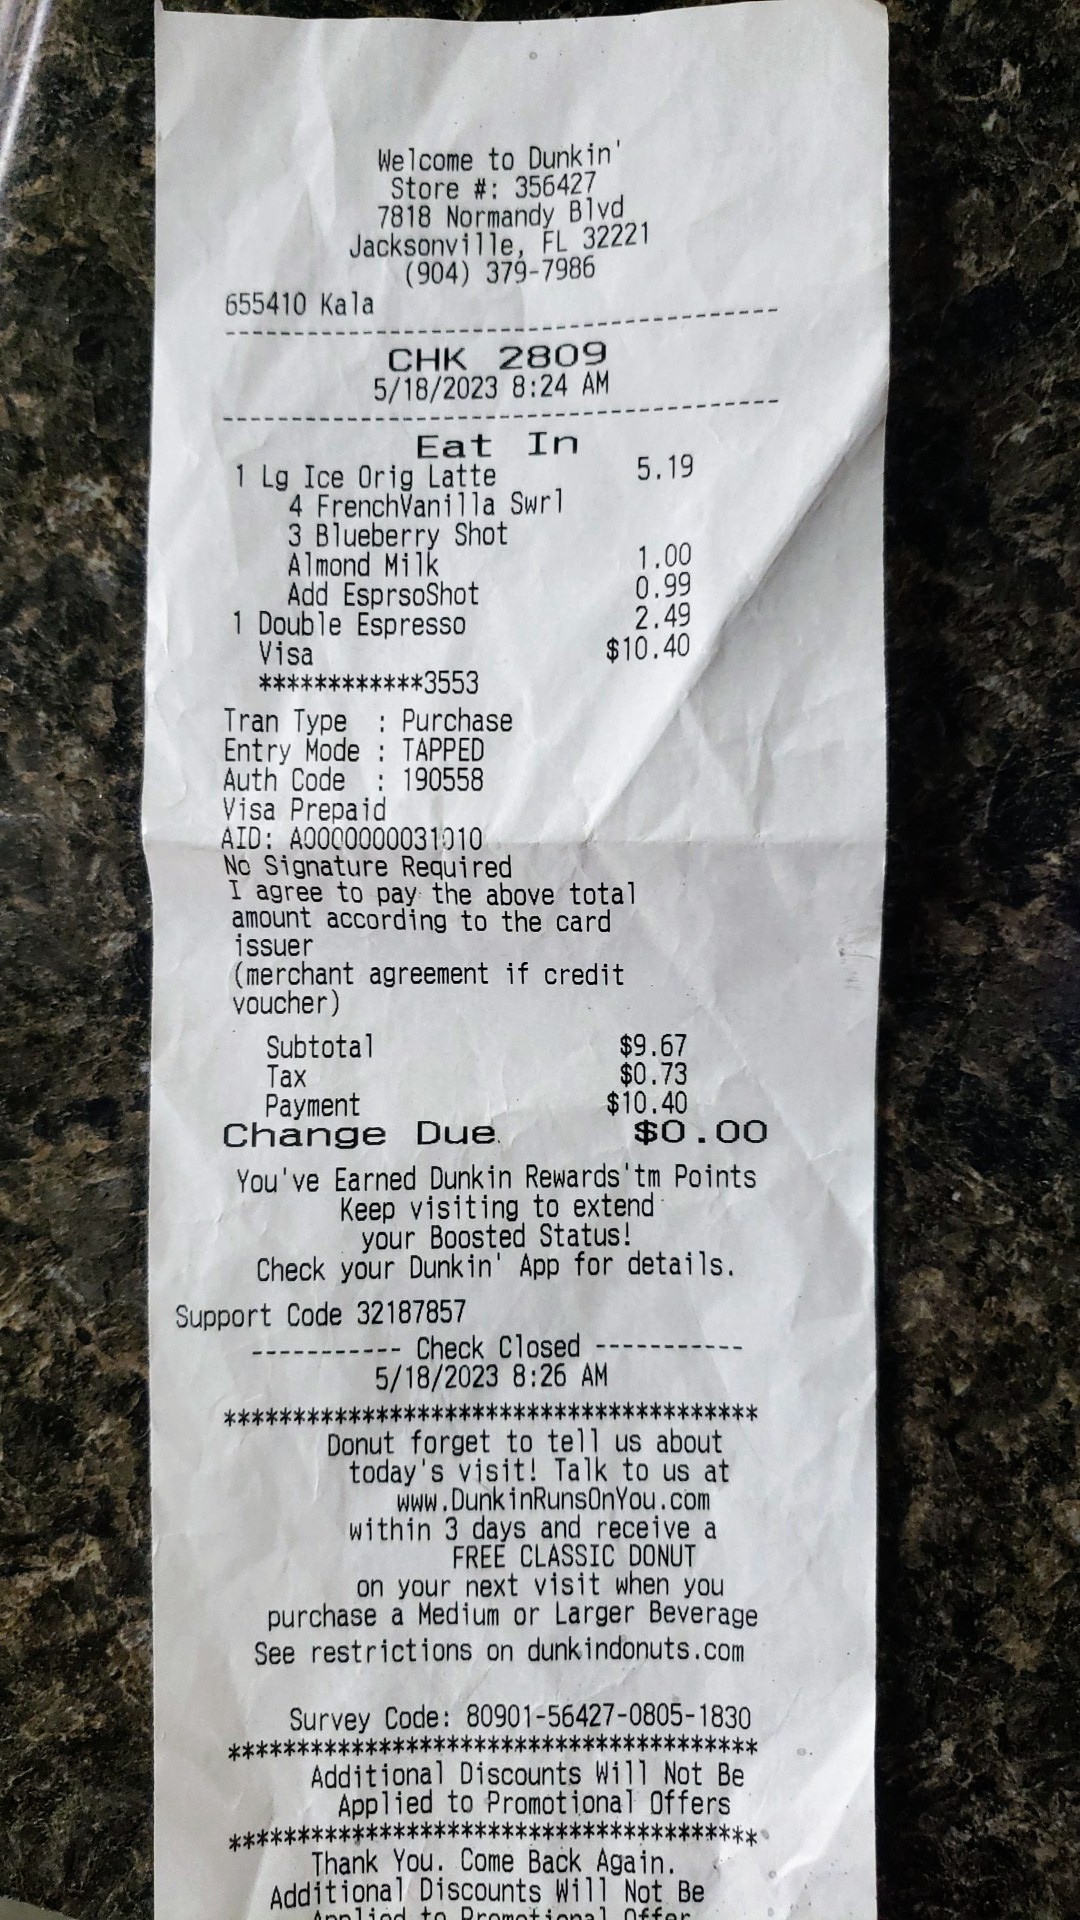 Welcome to Dunkin'
Store #: 356427
7818 Normandy Blvd
Jacksonville, FL 32221
(904) 379-7986
655410 Kala
----------------------------------------
CHK 2809
5/18/2023 8:24 AM
----------------------------------------
Eat In
1 Lg Ice Orig Latte 5.19
4 FrenchVanilla Swrl
3 Blueberry Shot
Almond Milk 1.00
Add EsprsoShot 0.99
1 Double Espresso 2.49
Visa $10.40
************3553
Tran Type : Purchase
Entry Mode : TAPPED
Auth Code : 190558
Visa Prepaid
AID: A0000000031010
No Signature Required
I agree to pay the above total
amount according to the card
issuer
(merchant agreement if credit
voucher)
Subtotal $9.67
Tax $0.73
Payment $10.40
Change Due $0.00
You've Earned Dunkin Rewards'tm Points
Keep visiting to extend
your Boosted Status!
Check your Dunkin' App for details.
Support Code 32187857
----------- Check Closed -----------
5/18/2023 8:26 AM
***************************************
Donut forget to tell us about
today's visit! Talk to us at
www.DunkinRunsOnYou.com
within 3 days and receive a
FREE CLASSIC DONUT
on your next visit when you
purchase a Medium or Larger Beverage
See restrictions on dunkindonuts.com
Survey Code: 80901-56427-0805-1830
***************************************
Additional Discounts Will Not Be
Applied to Promotional Offers
***************************************
Thank You. Come Back Again.
Additional Discounts Will Not Be
Applied to Promotional Offer